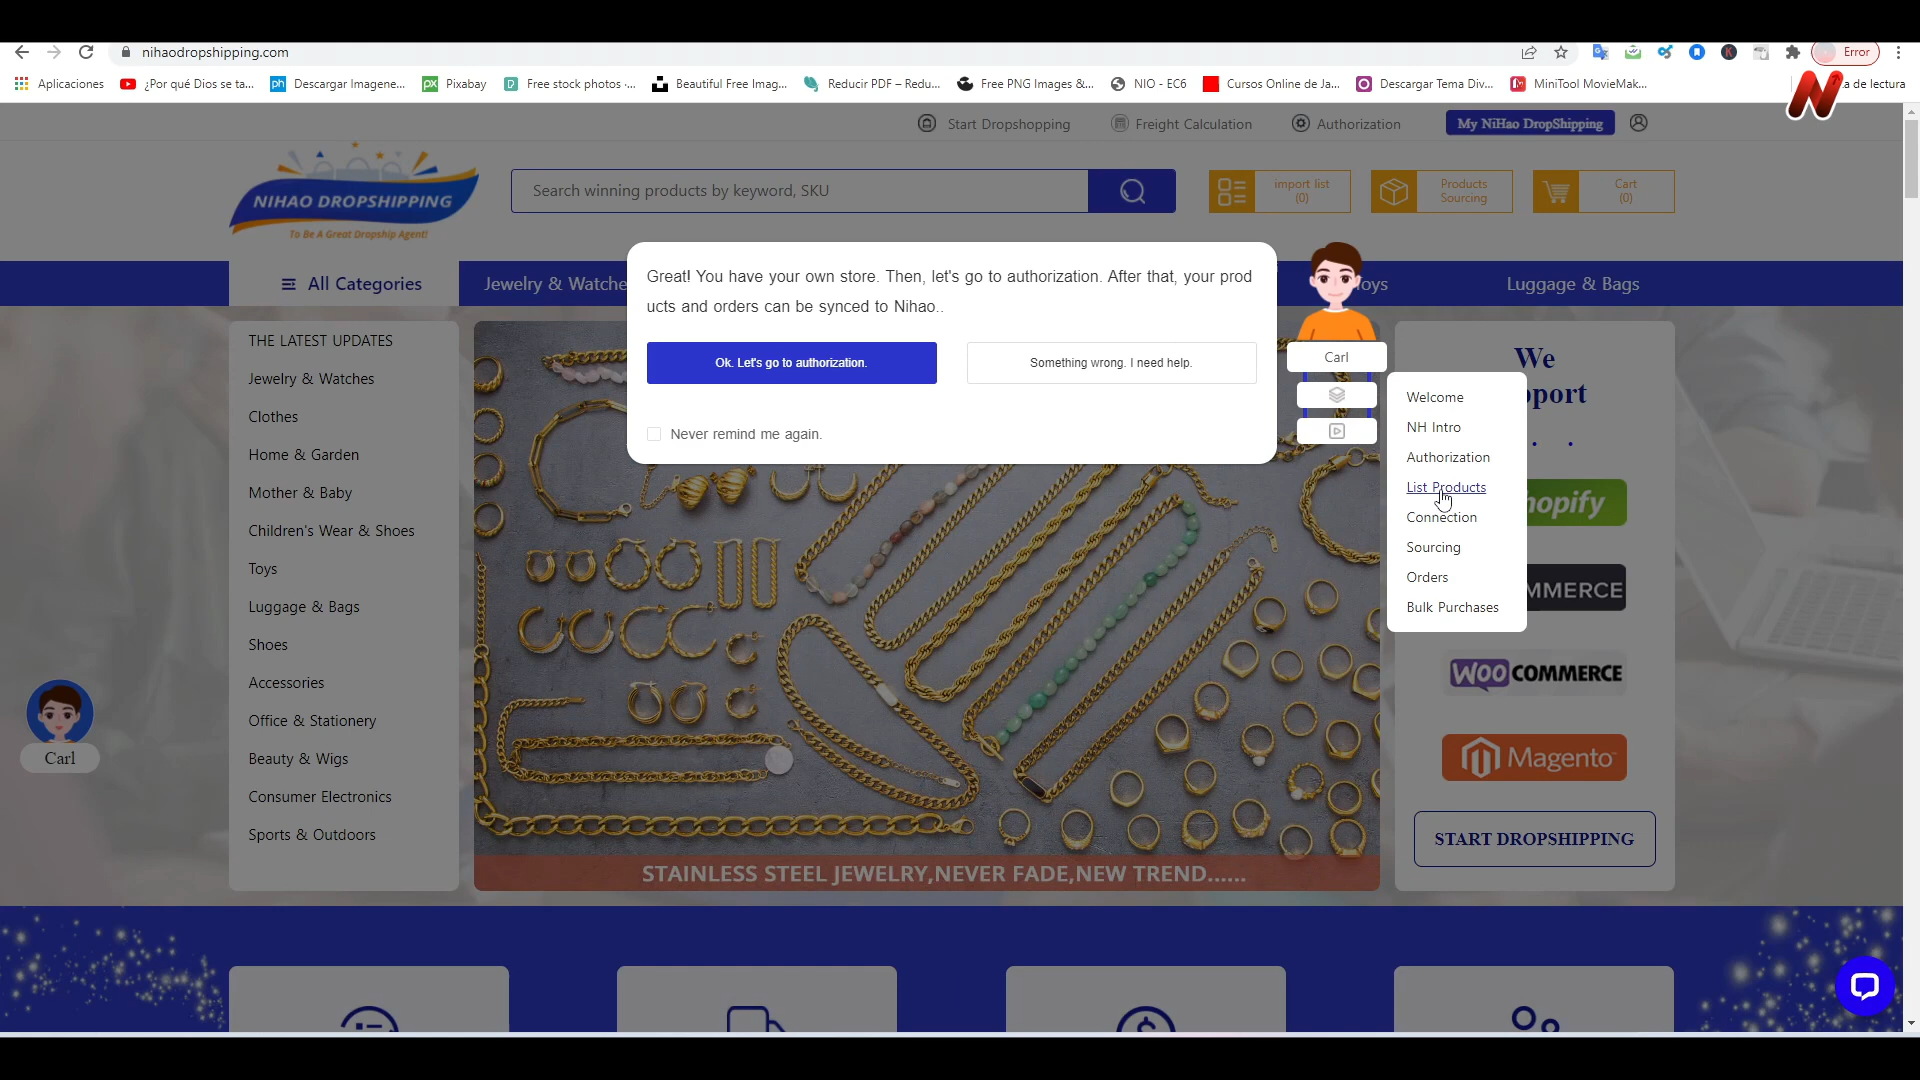 nihaodropshipping.com
Error
Aplicaciones
¿Por qué Dios se ta...
Descargar Imagene...
Pixabay
Free stock photos ·...
Beautiful Free Imag...
Reducir PDF – Redu...
Free PNG Images &...
NIO - EC6
Cursos Online de Ja...
Descargar Tema Div...
MiniTool MovieMak...
de lectura
Start Dropshopping
Freight Calculation
Authorization
My NiHao DropShipping
NIHAO DROPSHIPPING
To Be A Great Dropship Agent!
Search winning products by keyword, SKU
import list
(0)
Products
Sourcing
Cart
(0)
All Categories
Jewelry & Watche
Toys
Luggage & Bags
Great! You have your own store. Then, let's go to authorization. After that, your prod
ucts and orders can be synced to Nihao..
Ok. Let's go to authorization.
Something wrong. I need help.
Never remind me again.
Carl
Welcome
NH Intro
Authorization
List Products
Connection
Sourcing
Orders
Bulk Purchases
THE LATEST UPDATES
Jewelry & Watches
Clothes
Home & Garden
Mother & Baby
Children's Wear & Shoes
Toys
Luggage & Bags
Shoes
Accessories
Office & Stationery
Beauty & Wigs
Consumer Electronics
Sports & Outdoors
Carl
STAINLESS STEEL JEWELRY,NEVER FADE,NEW TREND......
We
port
. .
hopify
MMERCE
WOOCOMMERCE
Magento
START DROPSHIPPING